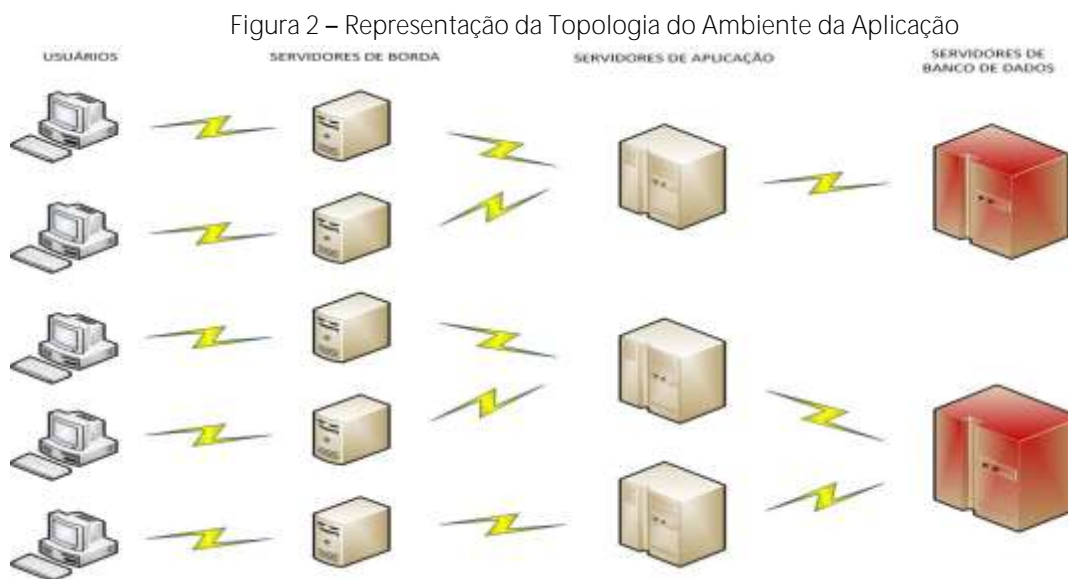 Figura 2 – Representação da Topologia do Ambiente da Aplicação
USUÁRIOS
SERVIDORES DE BORDA
SERVIDORES DE APLICAÇÃO
SERVIDORES DE
BANCO DE DADOS